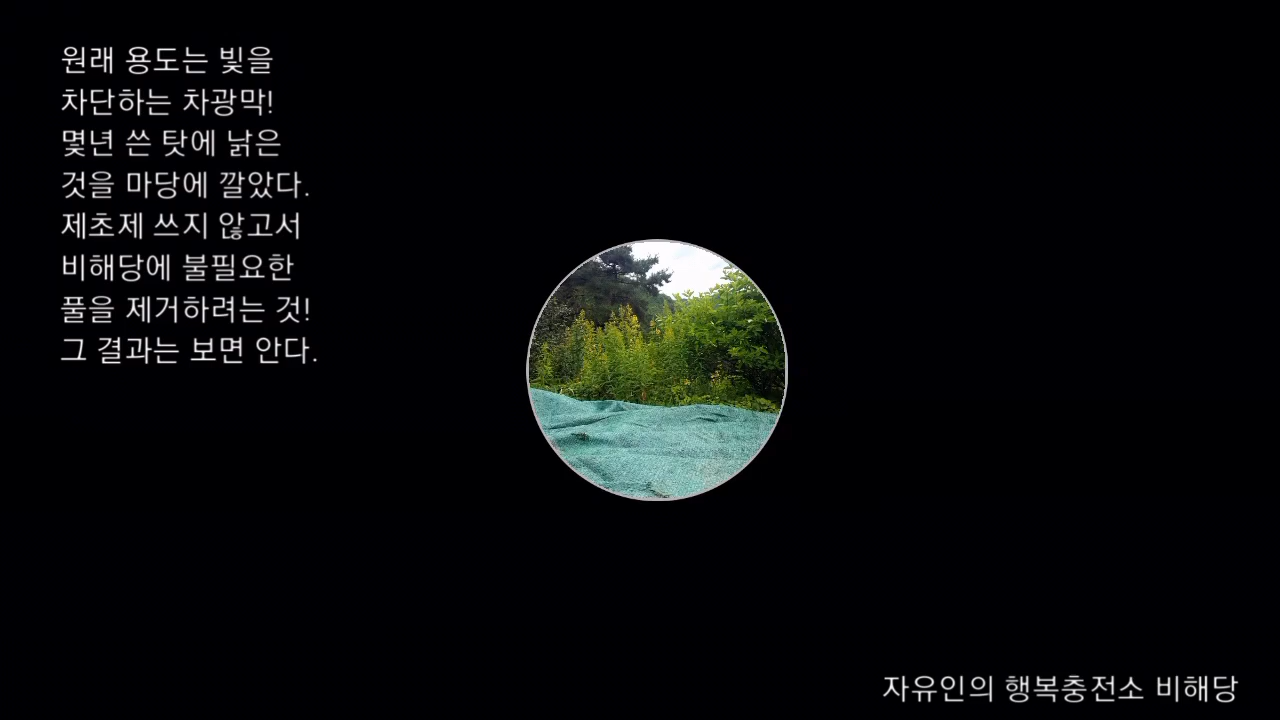 원래 용도는 빛을
차단하는 차광막!
몇년 쓴 탓에 낡은
것을 마당에 깔았다.
제초제 쓰지 않고서
비해당에 불필요한
풀을 제거하려는 것!
그 결과는 보면 안다.
자유인의 행복충전소 비해당